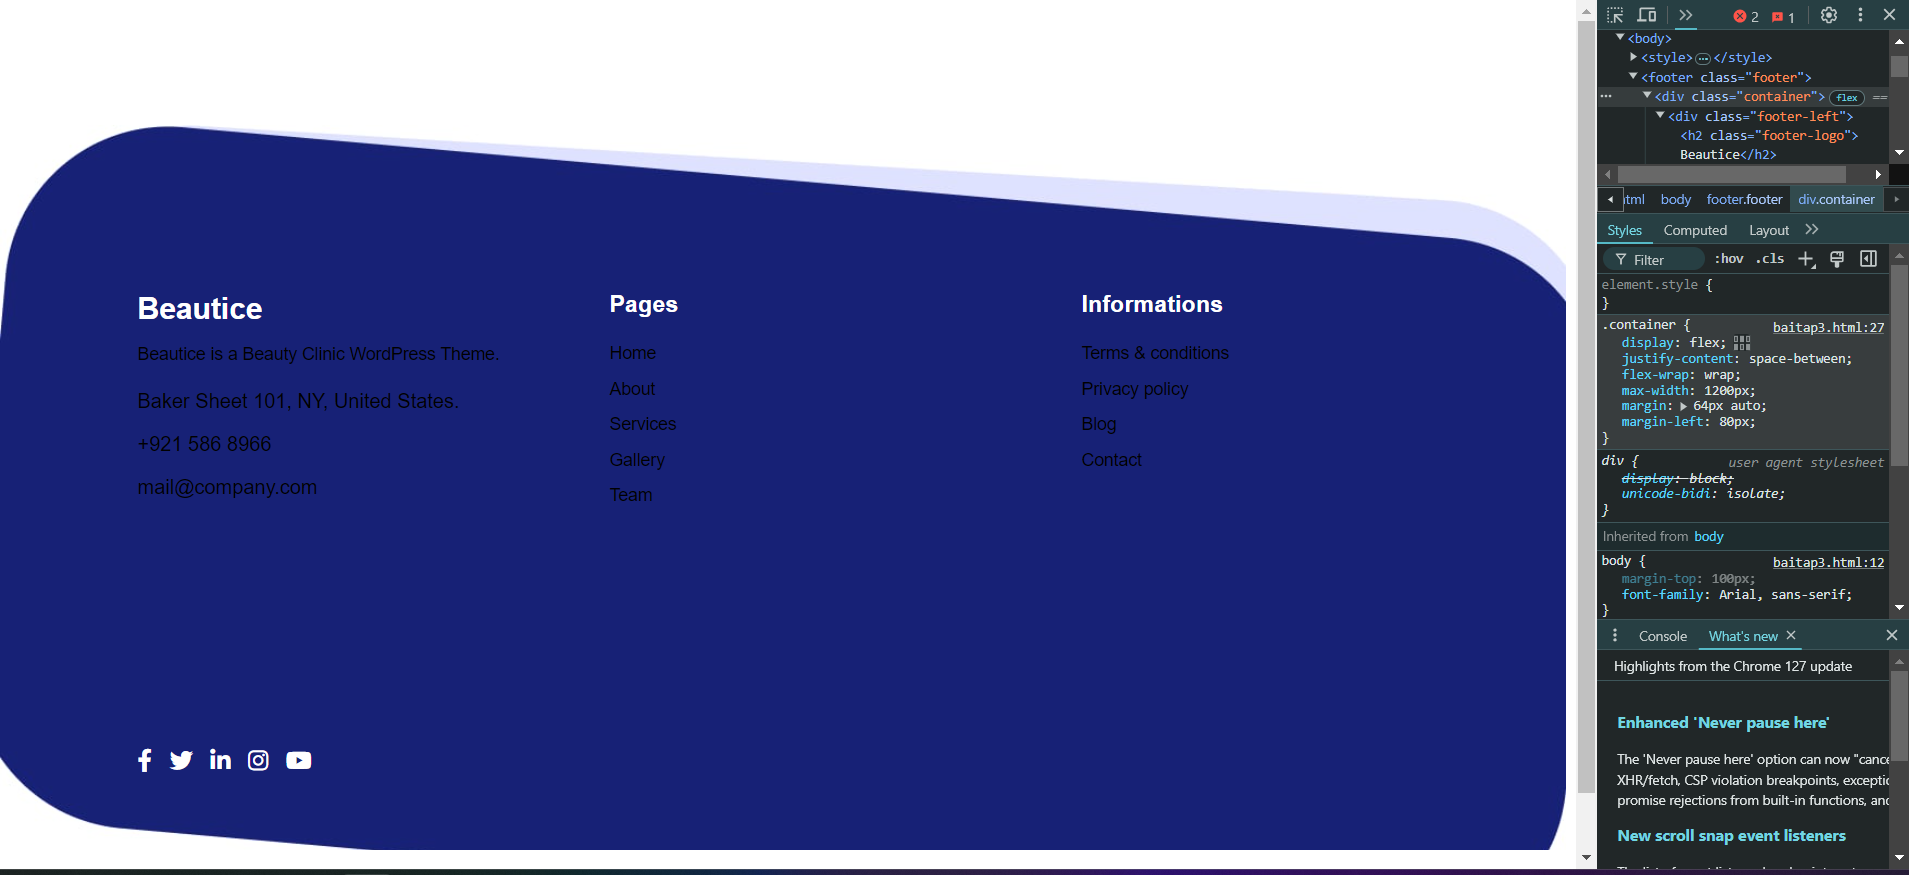 Beautice
Beautice is a Beauty Clinic WordPress Theme.
Baker Sheet 101, NY, United States.
+921 586 8966
mail@company.com
Pages
Home
About
Services
Gallery
Team
Informations
Terms & conditions
Privacy policy
Blog
Contact
2 1
<body>
<style> … </style>
<footer class="footer">
··· <div class="container"> flex ==
<div class="footer-left">
<h2 class="footer-logo">
Beautice</h2>
html body footer.footer div.container
Styles Computed Layout
Filter :hov .cls
element.style {
}
.container { baitap3.html:27
display: flex;
justify-content: space-between;
flex-wrap: wrap;
max-width: 1200px;
margin: 64px auto;
margin-left: 80px;
}
div { user agent stylesheet
display: block;
unicode-bidi: isolate;
}
Inherited from body
body { baitap3.html:12
margin-top: 100px;
font-family: Arial, sans-serif;
}
Console What's new
Highlights from the Chrome 127 update
Enhanced 'Never pause here'
The 'Never pause here' option can now "cance
XHR/fetch, CSP violation breakpoints, exceptio
promise rejections from built-in functions, and
New scroll snap event listeners